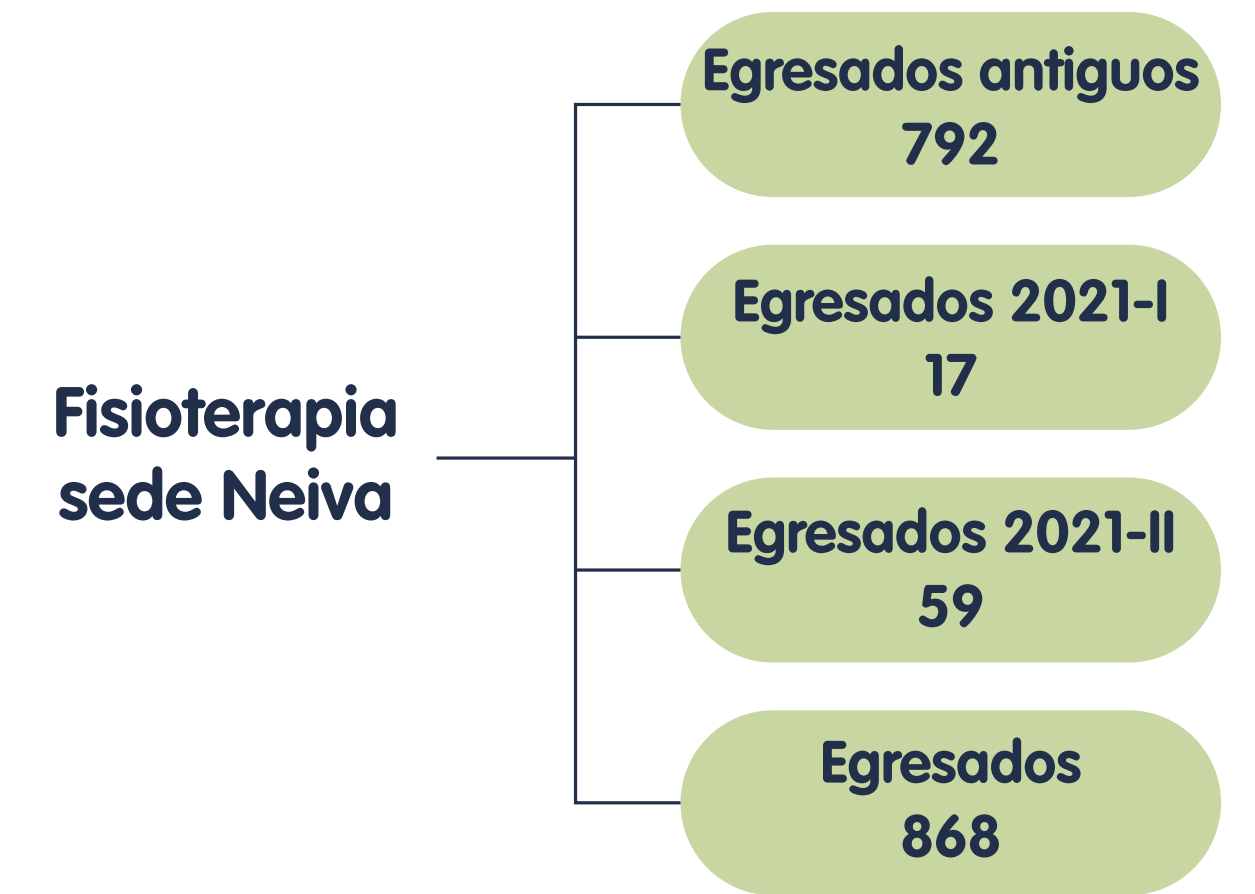 Fisioterapia
sede Neiva
Egresados antiguos
792
Egresados 2021-I
17
Egresados 2021-II
59
Egresados
868